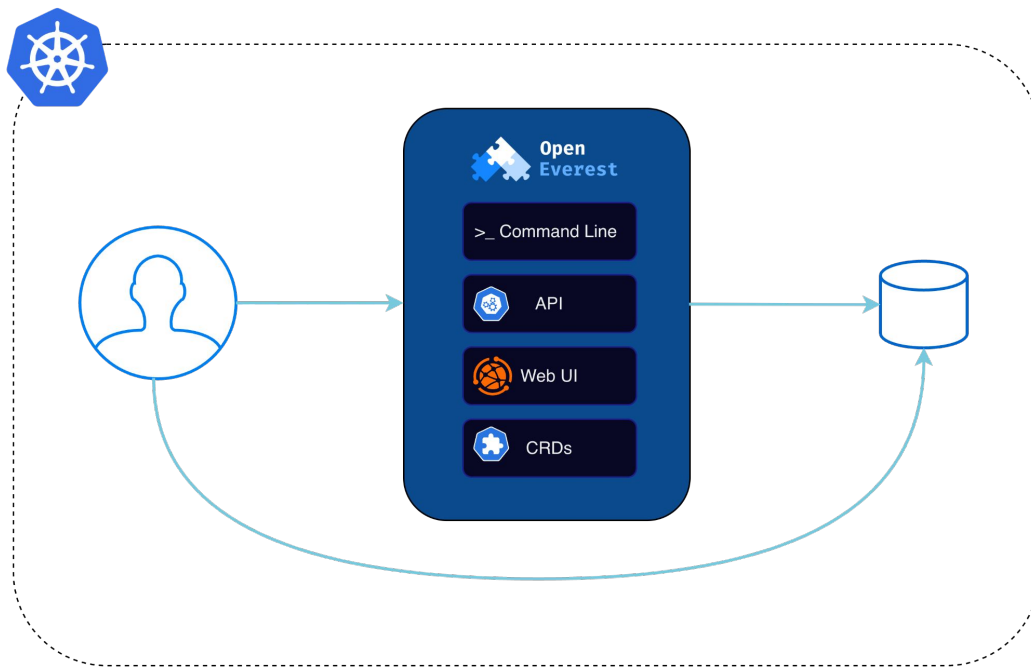 Open
Everest
>_ Command Line
API
Web UI
CRDs